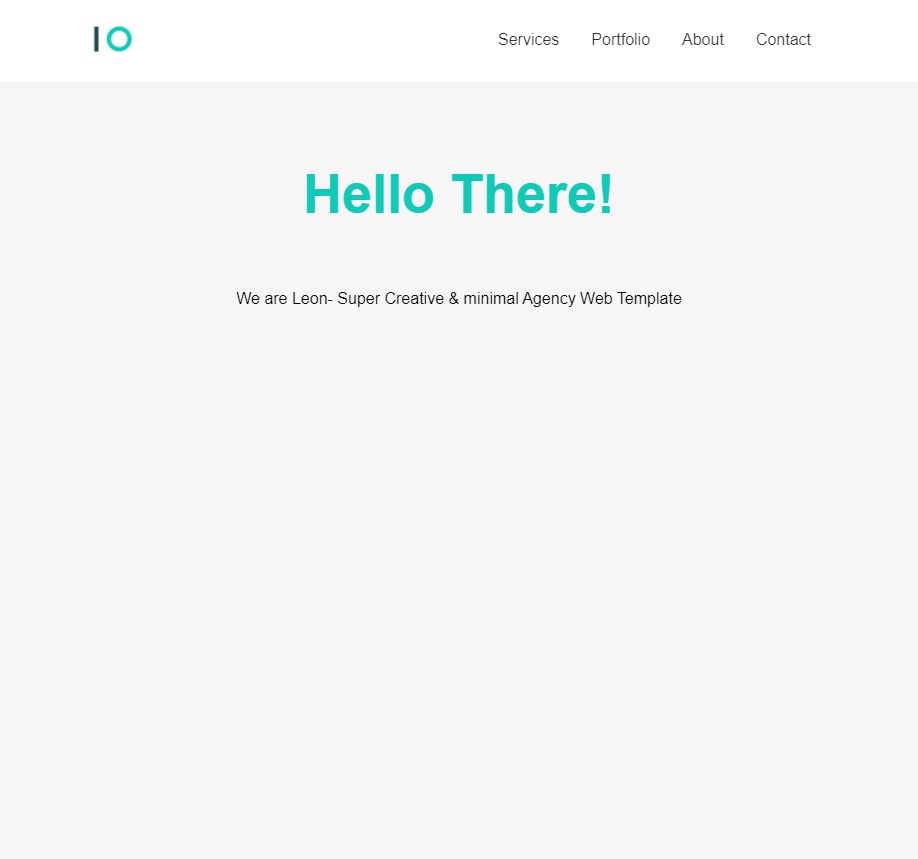 IO
Services Portfolio About Contact
Hello There!
We are Leon- Super Creative & minimal Agency Web Template